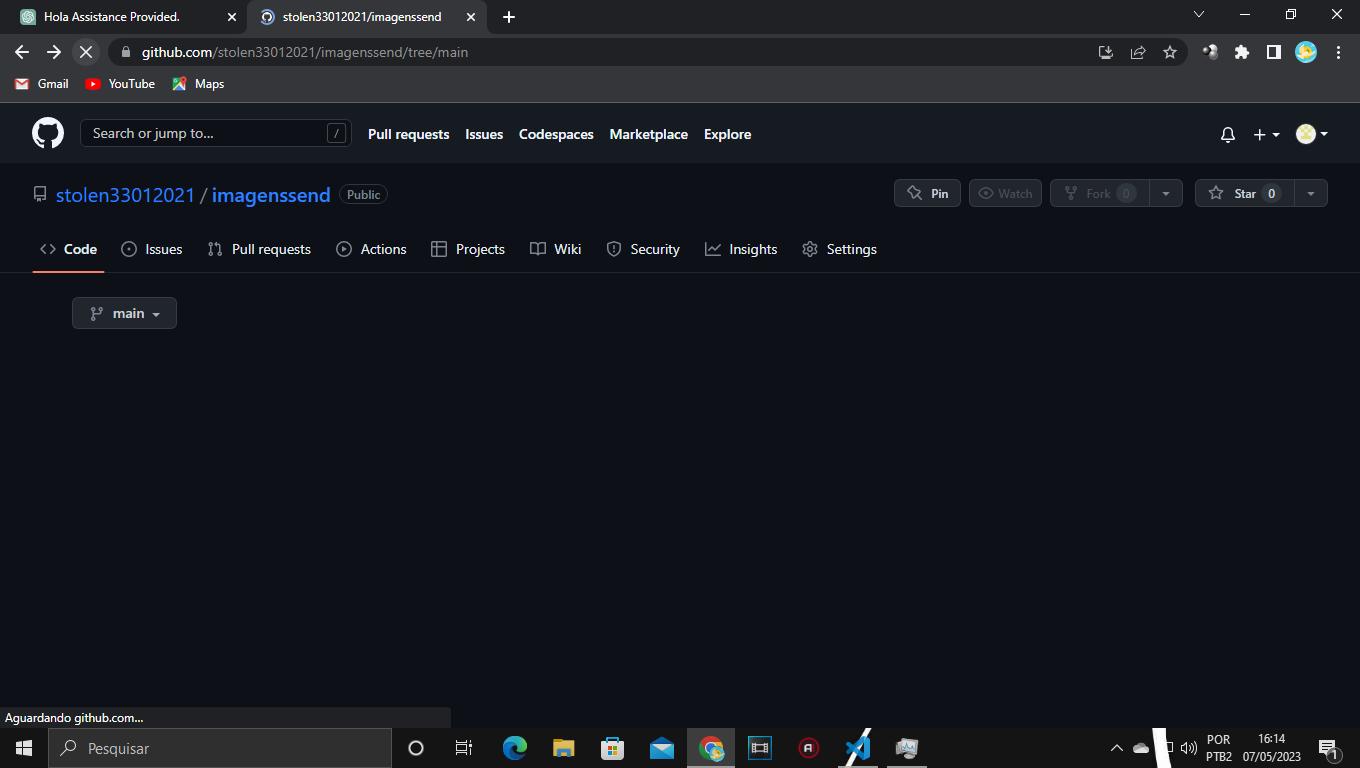 Hola Assistance Provided.
stolen33012021/imagenssend
github.com/stolen33012021/imagenssend/tree/main
Gmail
YouTube
Maps
Search or jump to...
/
Pull requests
Issues
Codespaces
Marketplace
Explore
stolen33012021 / imagenssend
Public
Pin
Watch
Fork 0
Star 0
Code
Issues
Pull requests
Actions
Projects
Wiki
Security
Insights
Settings
main
Aguardando github.com...
Pesquisar
POR
PTB2
16:14
07/05/2023
1